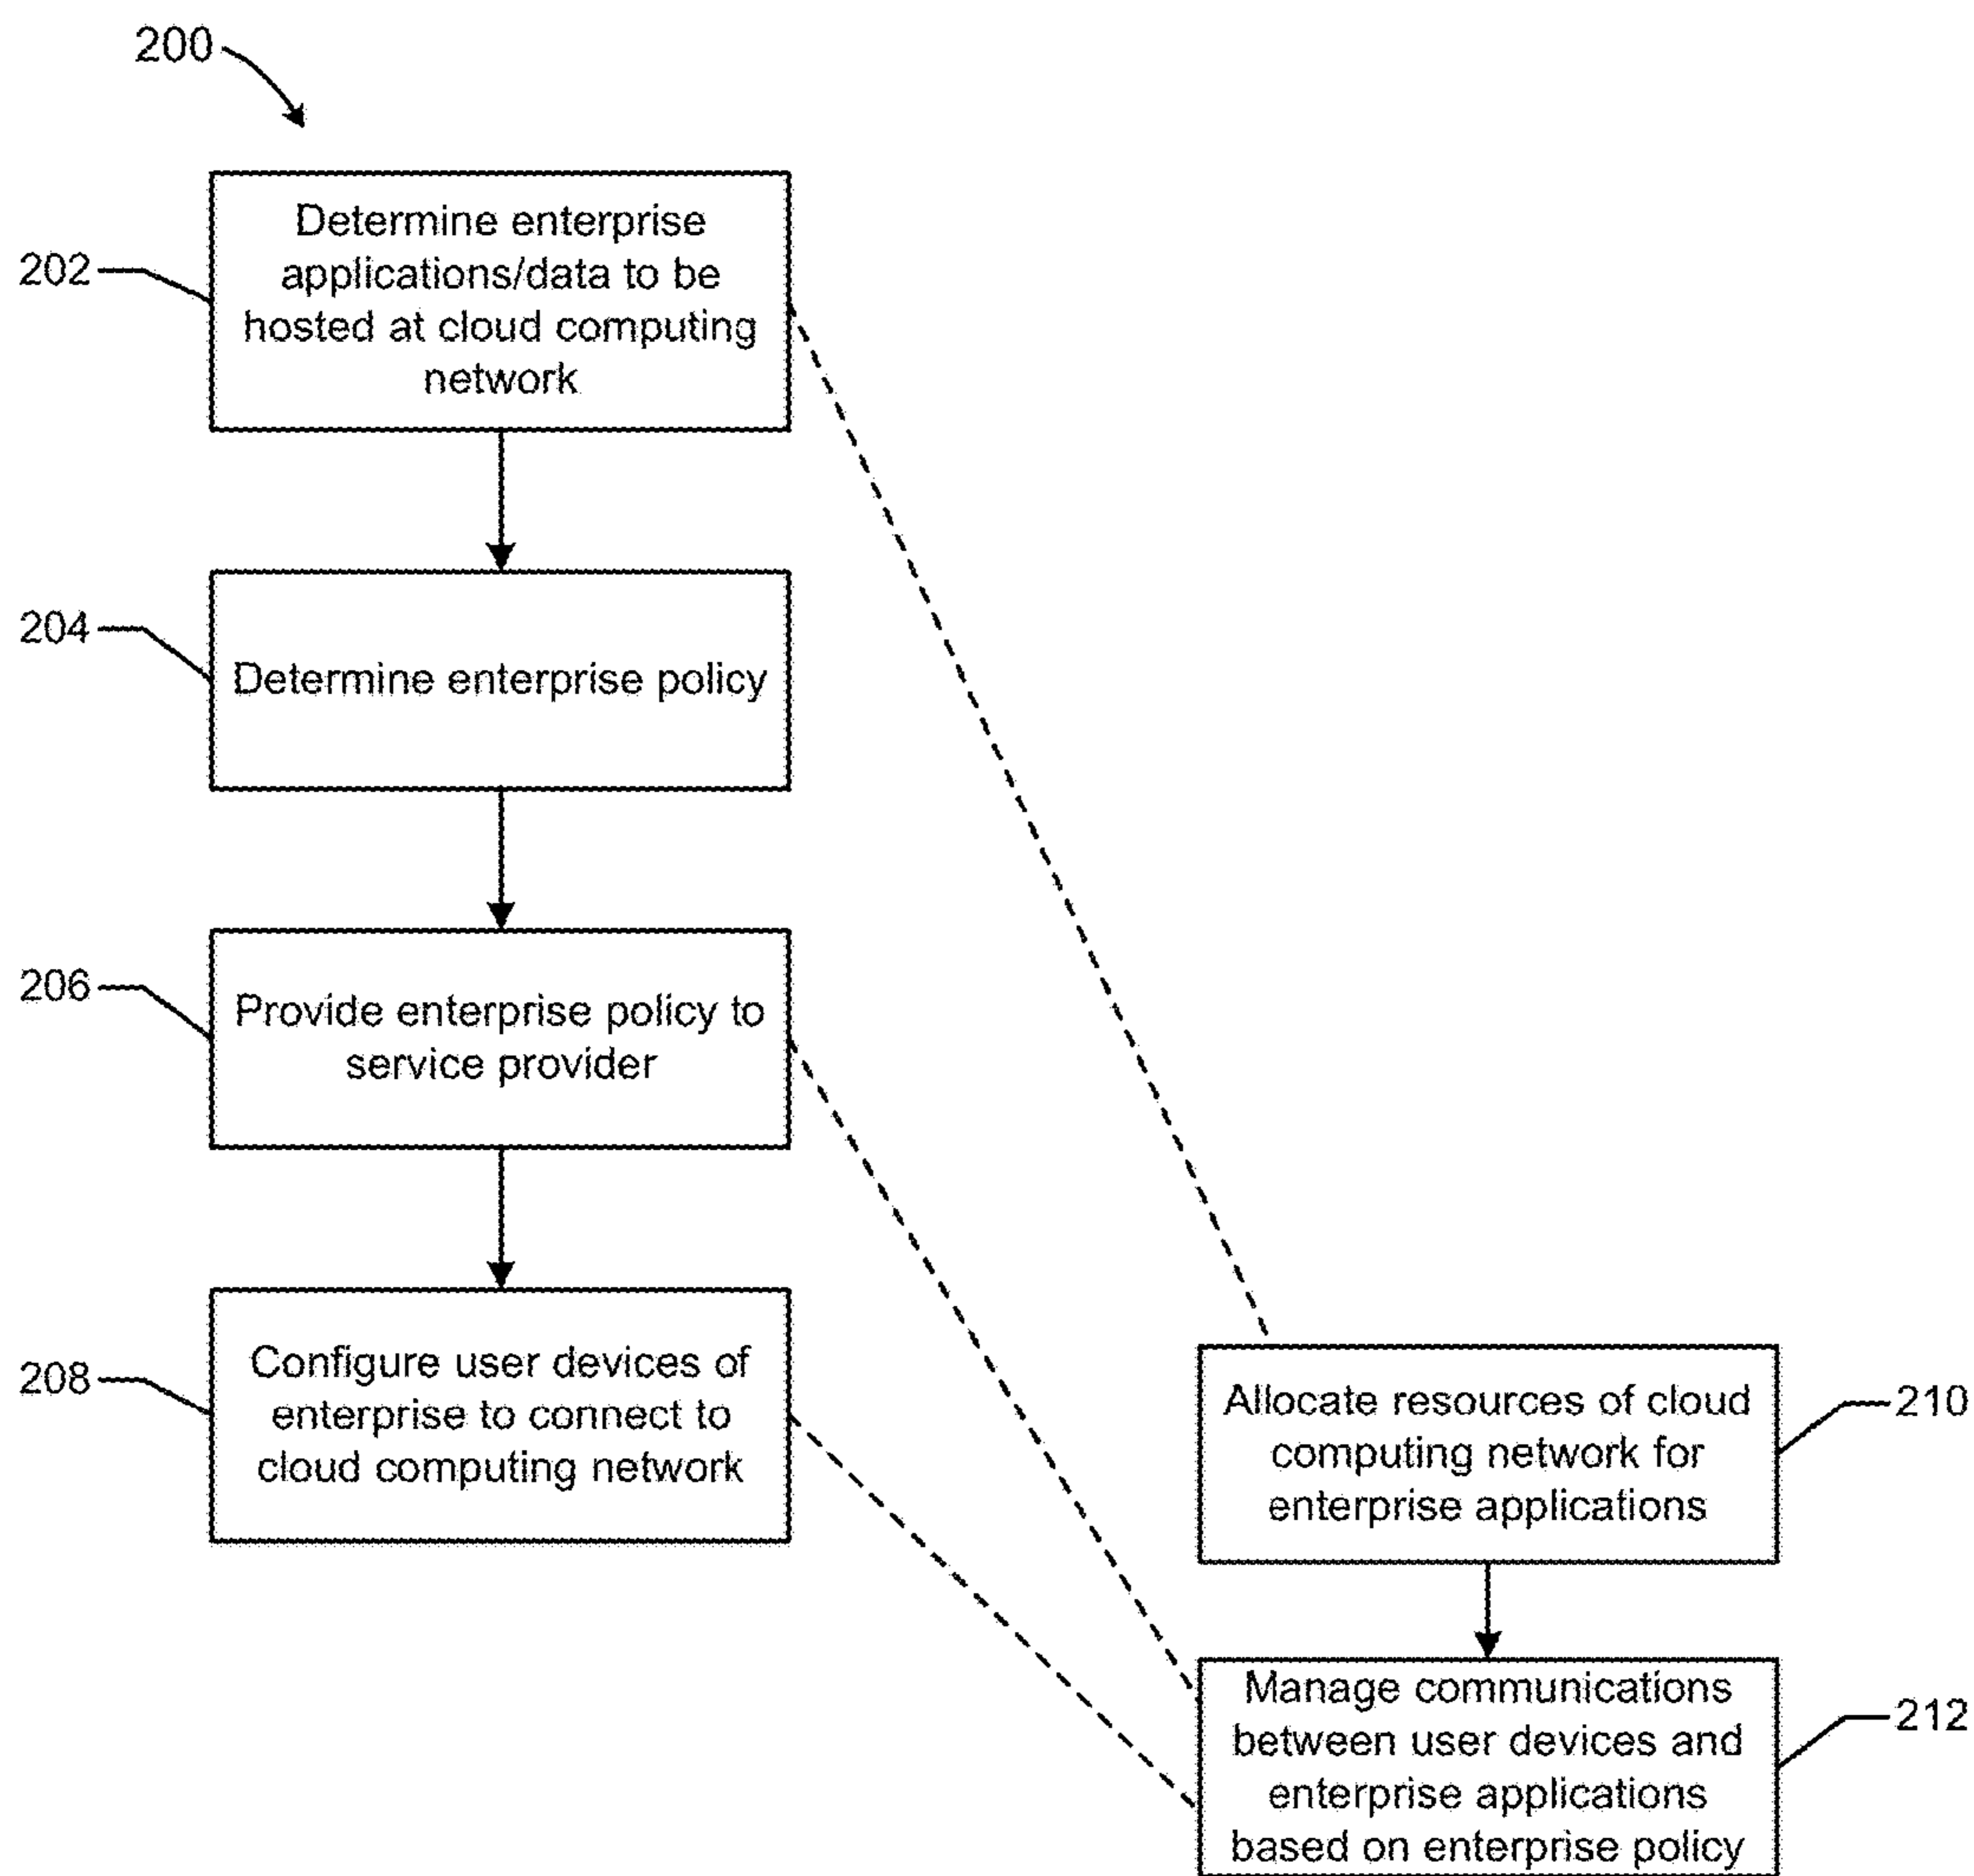 200
202
Determine enterprise
applications/data to be
hosted at cloud computing
network
204
Determine enterprise policy
206
Provide enterprise policy to
service provider
208
Configure user devices of
enterprise to connect to
cloud computing network
Allocate resources of cloud
computing network for
enterprise applications
210
Manage communications
between user devices and
enterprise applications
based on enterprise policy
212